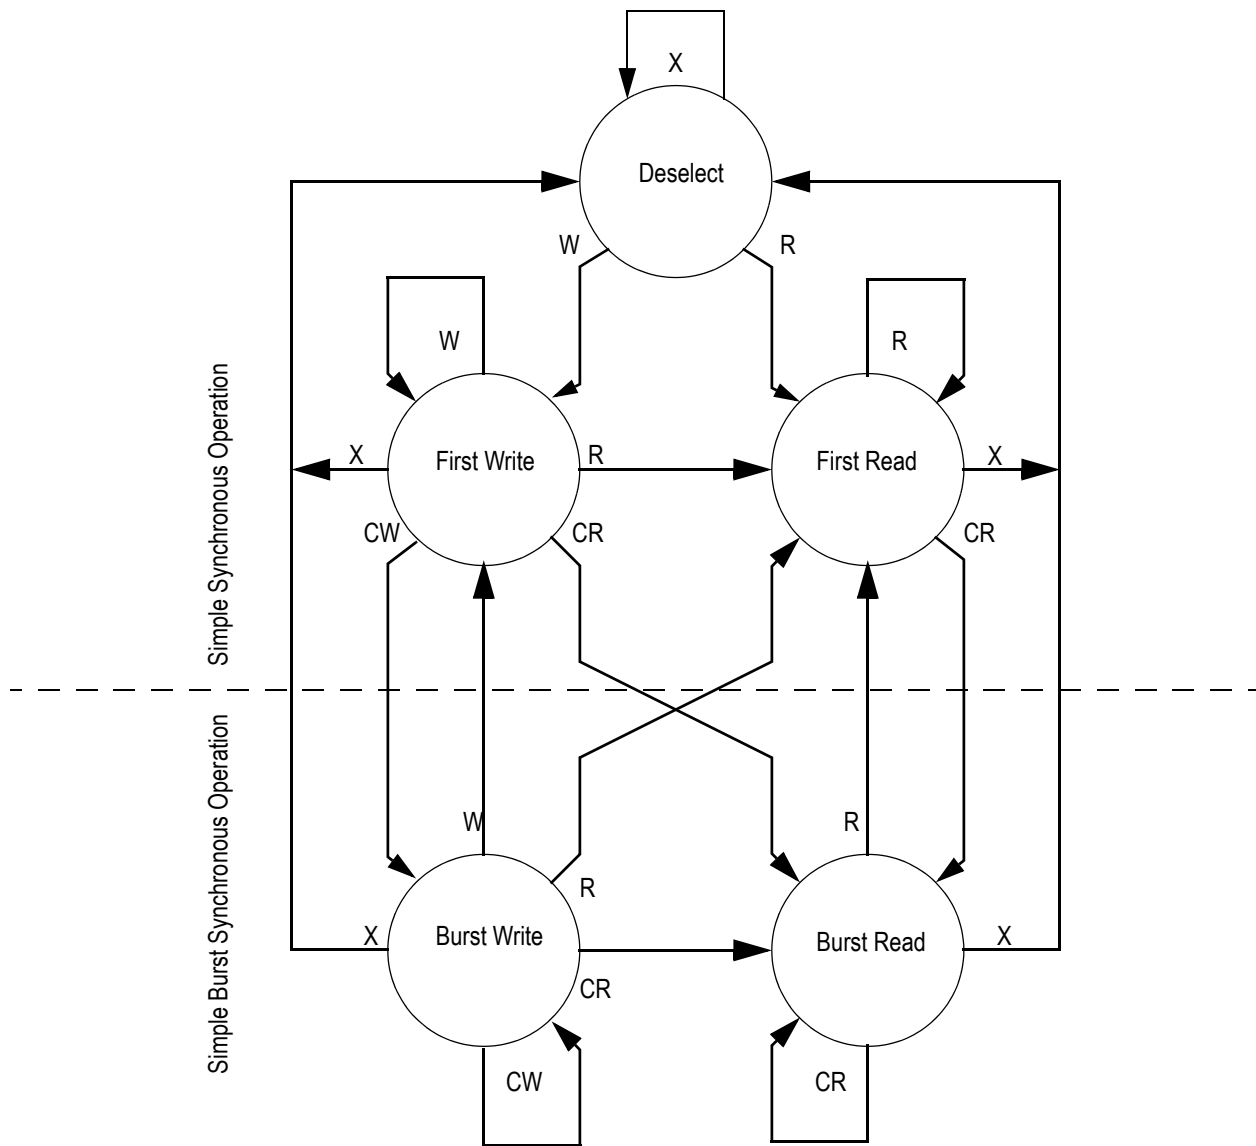 X
Deselect
W
R
W
R
Simple Synchronous Operation
X
First Write
R
First Read
X
CW
CR
CR
Simple Burst Synchronous Operation
W
R
R
X
Burst Write
Burst Read
X
CR
CW
CR